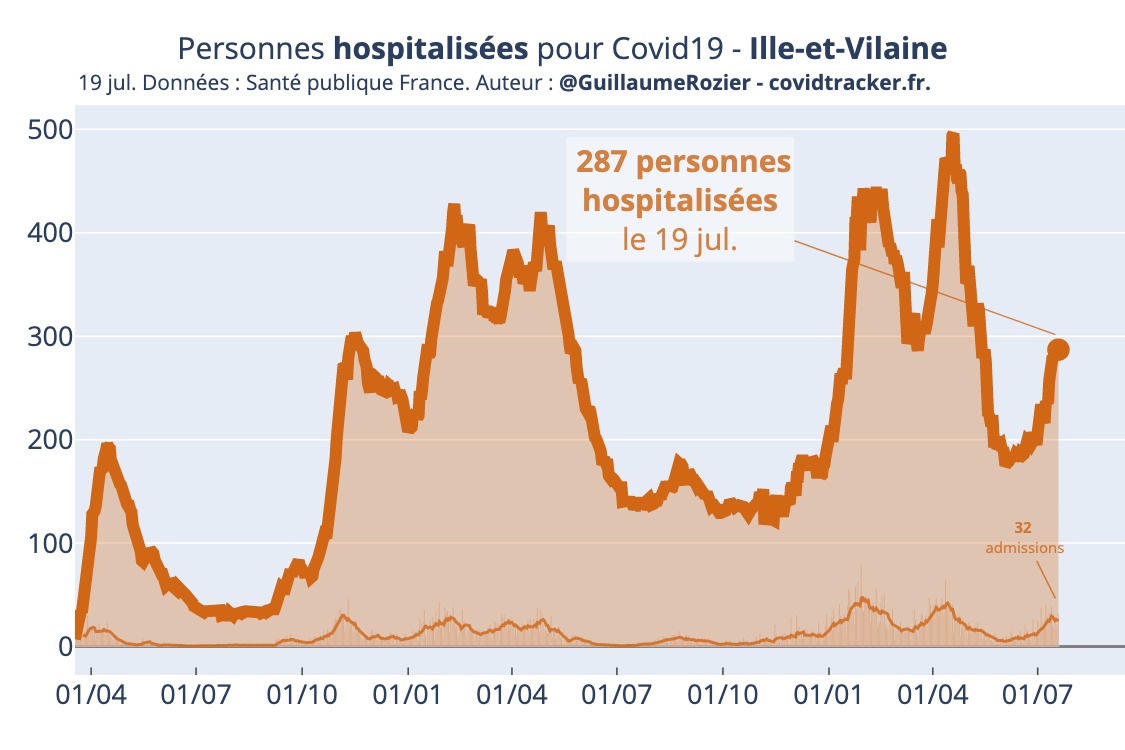 Personnes hospitalisées pour Covid19 - Ille-et-Vilaine
19 jul. Données : Santé publique France. Auteur : @GuillaumeRozier - covidtracker.fr.
500
287 personnes
hospitalisées
le 19 jul.
400
300
200
100
32
admissions
0
01/04 01/07 01/10 01/01 01/04 01/07 01/10 01/01 01/04 01/07